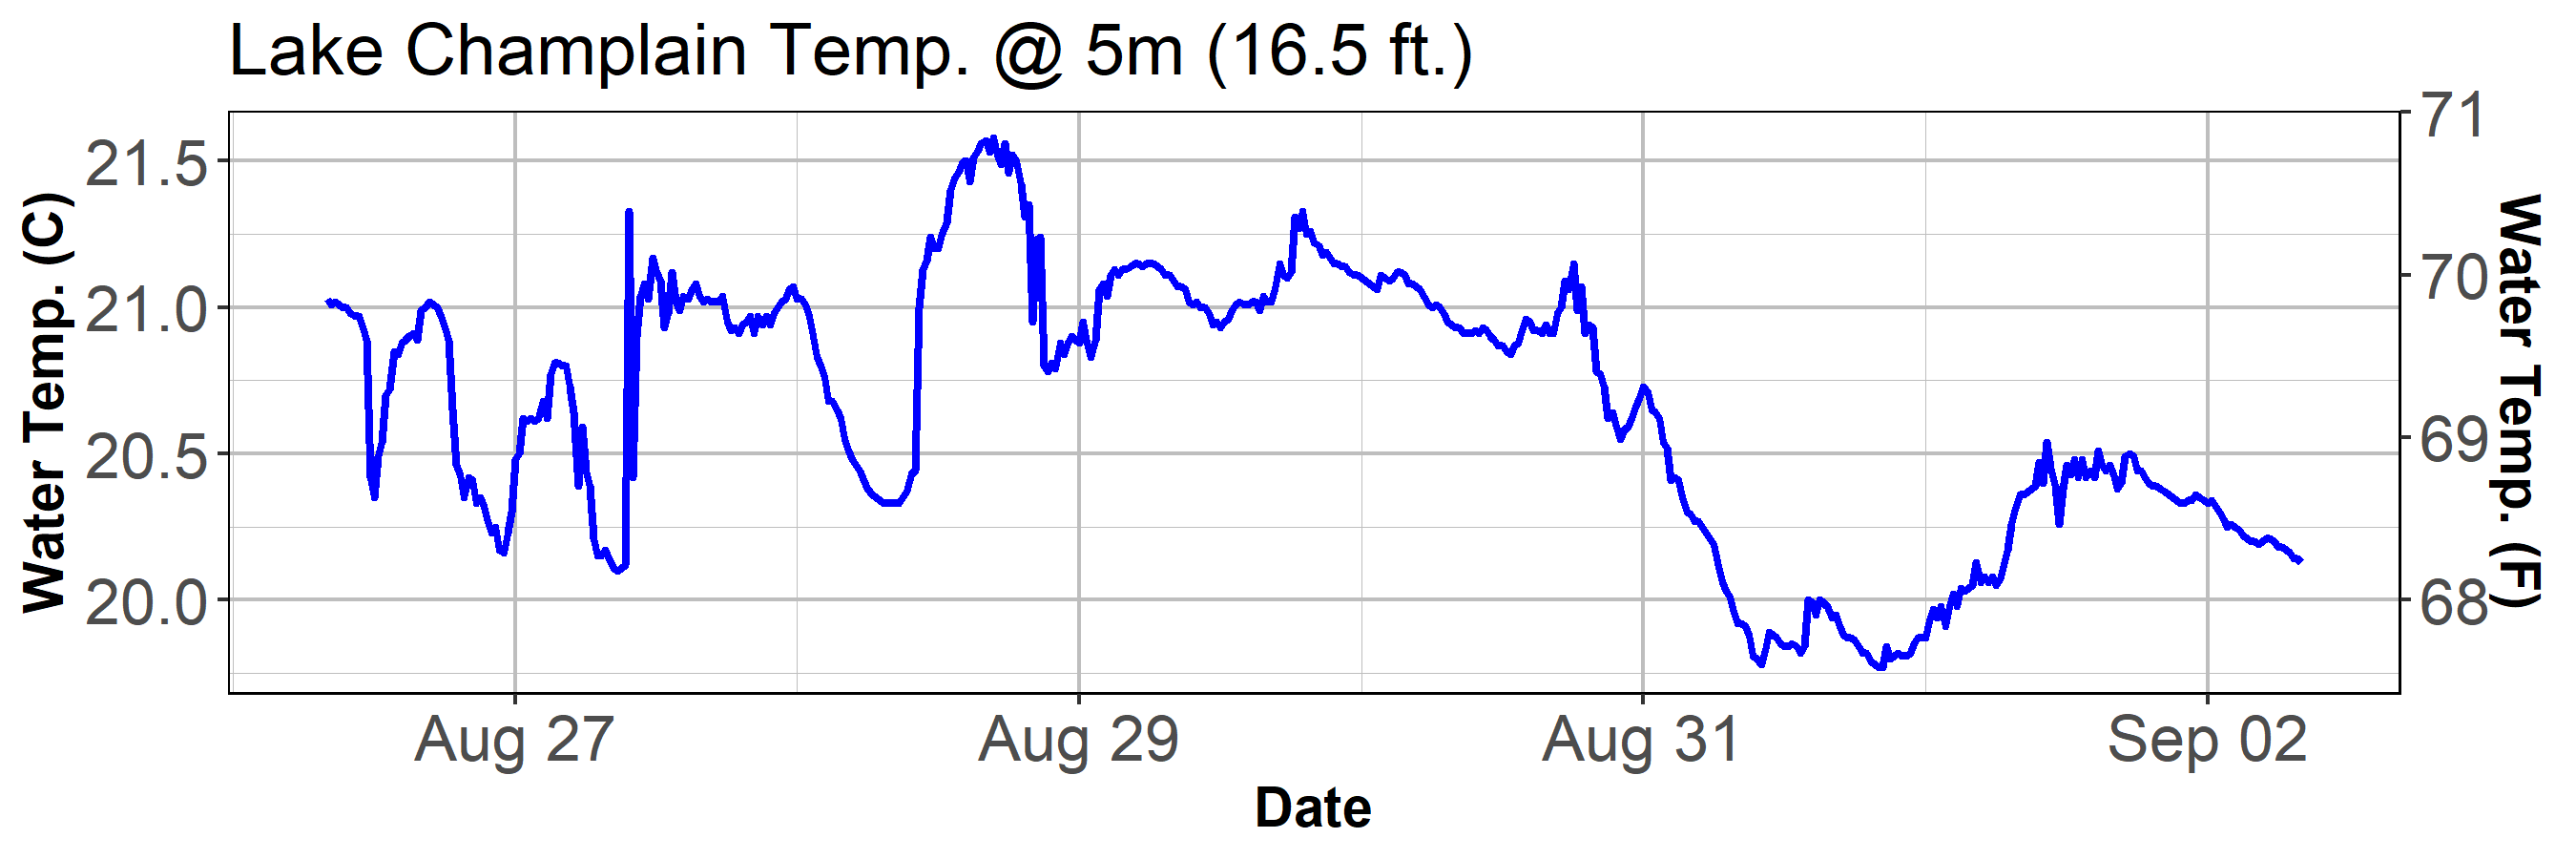 Lake Champlain Temp. @ 5m (16.5 ft.)
Water Temp. (C)
21.5
21.0
20.5
20.0
71
70
69
68
Water Temp. (F)
Aug 27
Aug 29
Aug 31
Sep 02
Date